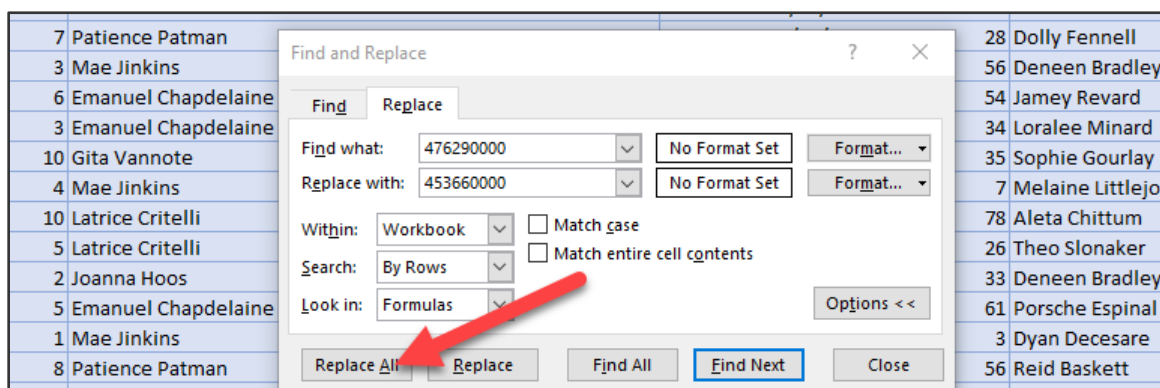 7 Patience Patman
3 Mae Jinkins
6 Emanuel Chapdelaine
3 Emanuel Chapdelaine
10 Gita Vannote
4 Mae Jinkins
10 Latrice Critelli
5 Latrice Critelli
2 Joanna Hoos
5 Emanuel Chapdelaine
1 Mae Jinkins
8 Patience Patman
Find and Replace ? ×
Find Replace
Find what: 476290000 No Format Set Format...
Replace with: 453660000 No Format Set Format...
Within: Workbook Match case
Match entire cell contents
Search: By Rows
Look in: Formulas
Options <<
Replace All Replace Find All Find Next Close
28 Dolly Fennell
56 Deneen Bradley
54 Jamey Revard
34 Loralee Minard
35 Sophie Gourlay
7 Melaine Littlejo
78 Aleta Chittum
26 Theo Slonaker
33 Deneen Bradley
61 Porsche Espinal
3 Dyan Decesare
56 Reid Baskett